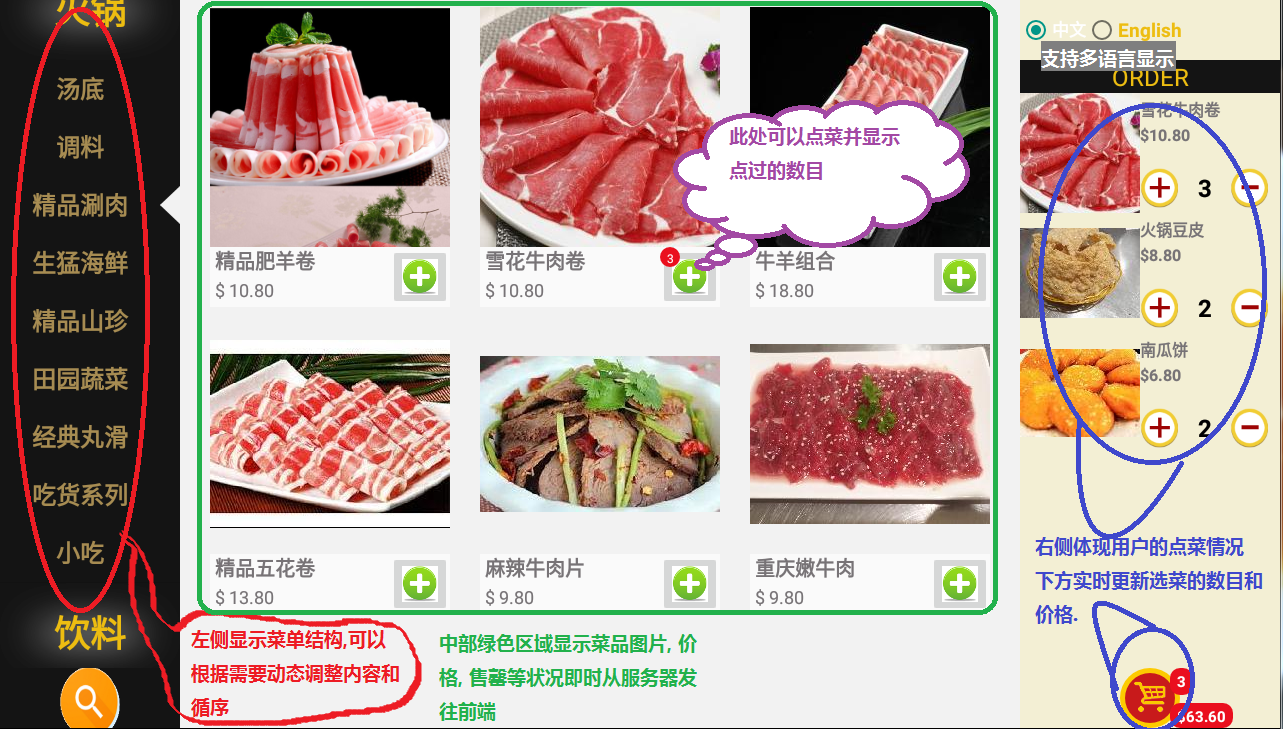 火锅
汤底
调料
精品涮肉
生猛海鲜
精品山珍
田园蔬菜
经典丸滑
吃货系列
小吃
饮料
此处可以点菜并显示
点过的数目
精品肥羊卷
$ 10.80
雪花牛肉卷
$ 10.80
3
牛羊组合
$ 18.80
精品五花卷
$ 13.80
麻辣牛肉片
$ 9.80
重庆嫩牛肉
$ 9.80
左侧显示菜单结构,可以
根据需要动态调整内容和
循序
中部绿色区域显示菜品图片, 价
格, 售罄等状况即时从服务器发
往前端
中文 English
支持多语言显示
ORDER
雪花牛肉卷
$10.80
3
火锅豆皮
$8.80
2
南瓜饼
$6.80
2
右侧体现用户的点菜情况
下方实时更新选菜的数目和
价格.
3
$63.60